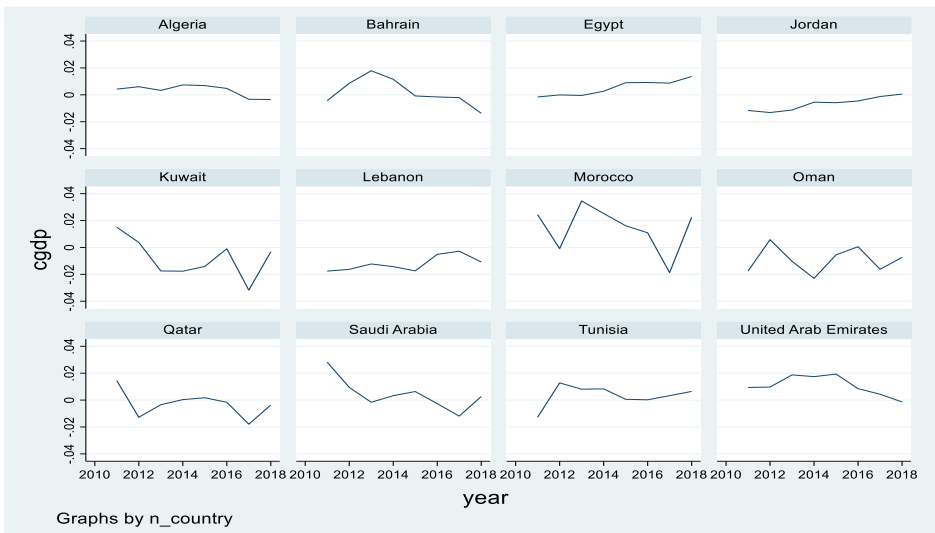 Algeria Bahrain Egypt Jordan
.04
.02
0
-.02
-.04
Kuwait Lebanon Morocco Oman
.04
.02
0
-.02
-.04
cgdp
Qatar Saudi Arabia Tunisia United Arab Emirates
.04
.02
0
-.02
-.04
2010 2012 2014 2016 2018 2010 2012 2014 2016 2018 2010 2012 2014 2016 2018 2010 2012 2014 2016 2018
year
Graphs by n_country